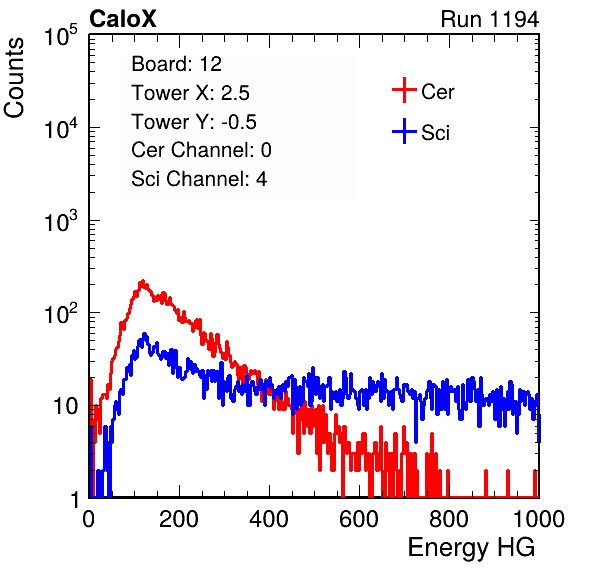 CaloX Run 1194
Counts
Board: 12
Tower X: 2.5
Tower Y: -0.5
Cer Channel: 0
Sci Channel: 4
Cer
Sci
10^5
10^4
10^3
10^2
10
1
0 200 400 600 800 1000
Energy HG